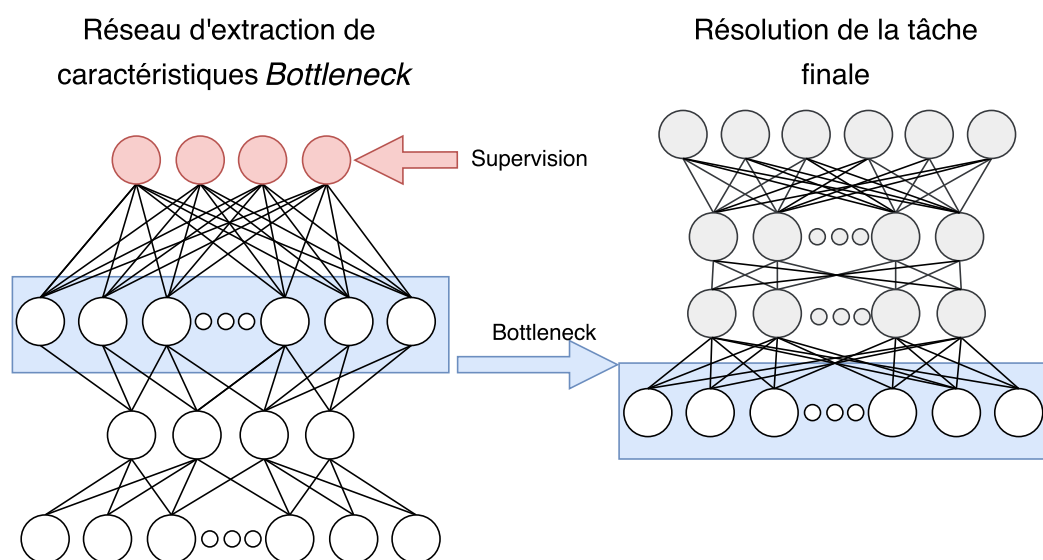 Réseau d'extraction de
caractéristiques Bottleneck
Résolution de la tâche
finale
Supervision
Bottleneck